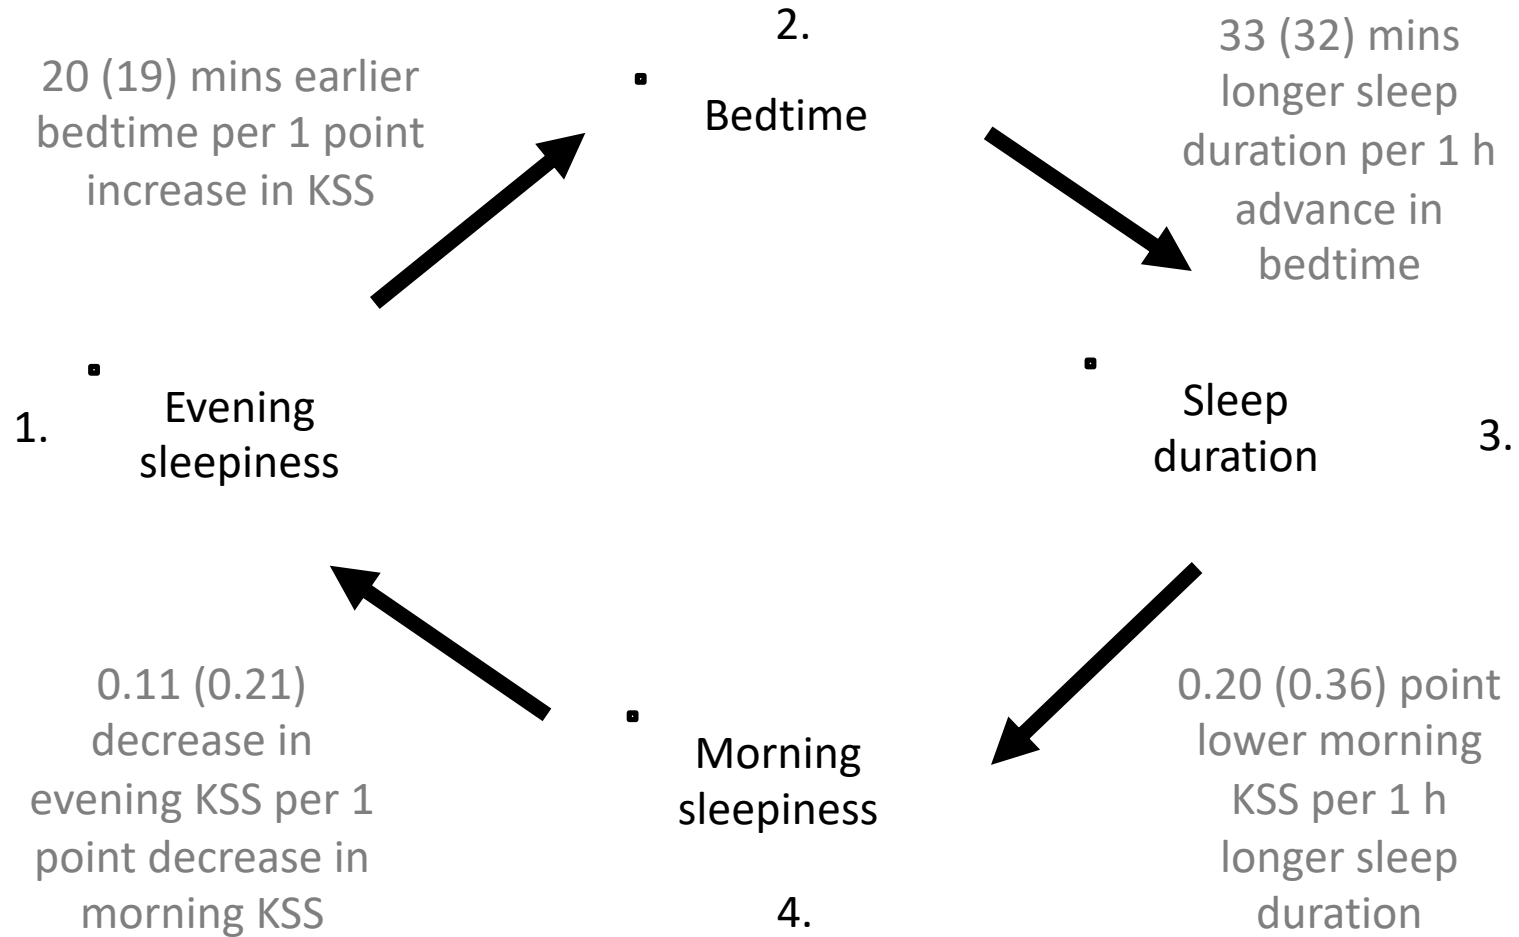 20 (19) mins earlier
bedtime per 1 point
increase in KSS
2.
Bedtime
33 (32) mins
longer sleep
duration per 1 h
advance in
bedtime
1.
Evening
sleepiness
Sleep
duration
3.
0.11 (0.21)
decrease in
evening KSS per 1
point decrease in
morning KSS
Morning
sleepiness
4.
0.20 (0.36) point
lower morning
KSS per 1 h
longer sleep
duration